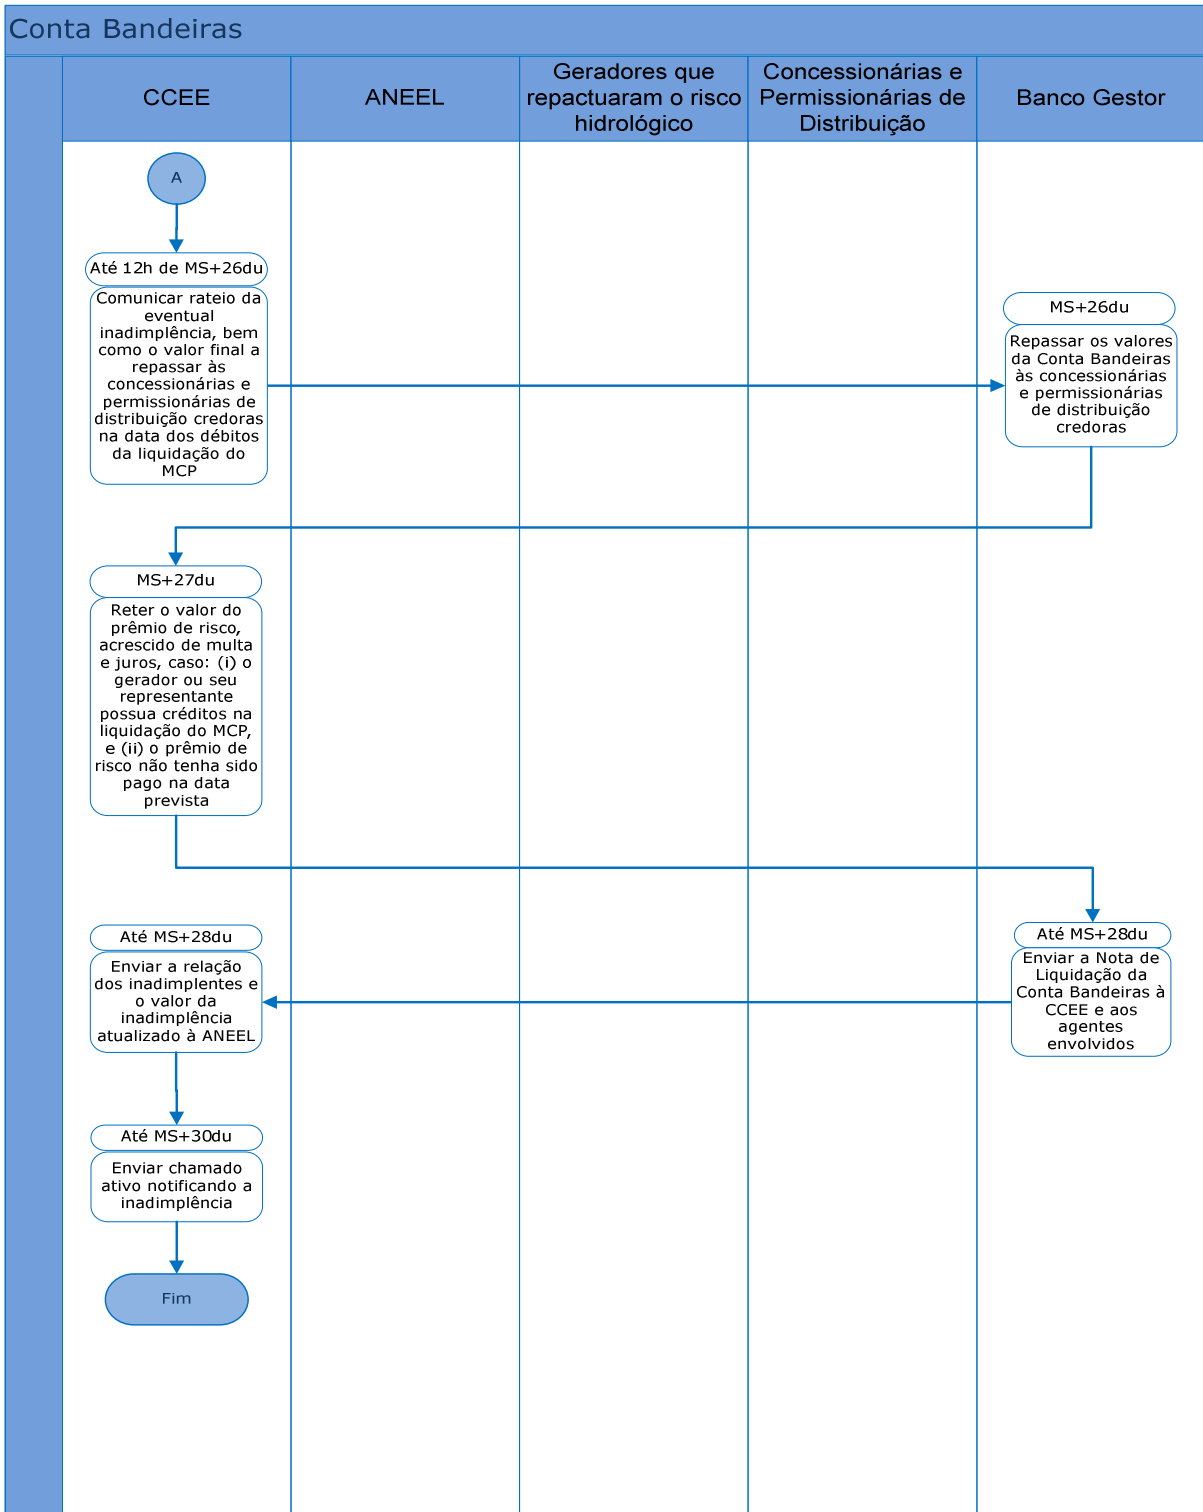 Conta Bandeiras
CCEE
ANEEL
Geradores que
repactuaram o risco
hidrológico
Concessionárias e
Permissionárias de
Distribuição
Banco Gestor
A
Até 12h de MS+26du
Comunicar rateio da
eventual
inadimplência, bem
como o valor final a
repassar às
concessionárias e
permissionárias de
distribuição credoras
na data dos débitos
da liquidação do
MCP
MS+26du
Repassar os valores
da Conta Bandeiras
às concessionárias
e permissionárias
de distribuição
credoras
MS+27du
Reter o valor do
prêmio de risco,
acrescido de multa
e juros, caso: (i) o
gerador ou seu
representante
possua créditos na
liquidação do MCP,
e (ii) o prêmio de
risco não tenha sido
pago na data
prevista
Até MS+28du
Enviar a Nota de
Liquidação da
Conta Bandeiras à
CCEE e aos
agentes
envolvidos
Até MS+28du
Enviar a relação
dos inadimplentes e
o valor da
inadimplência
atualizado à ANEEL
Até MS+30du
Enviar chamado
ativo notificando a
inadimplência
Fim